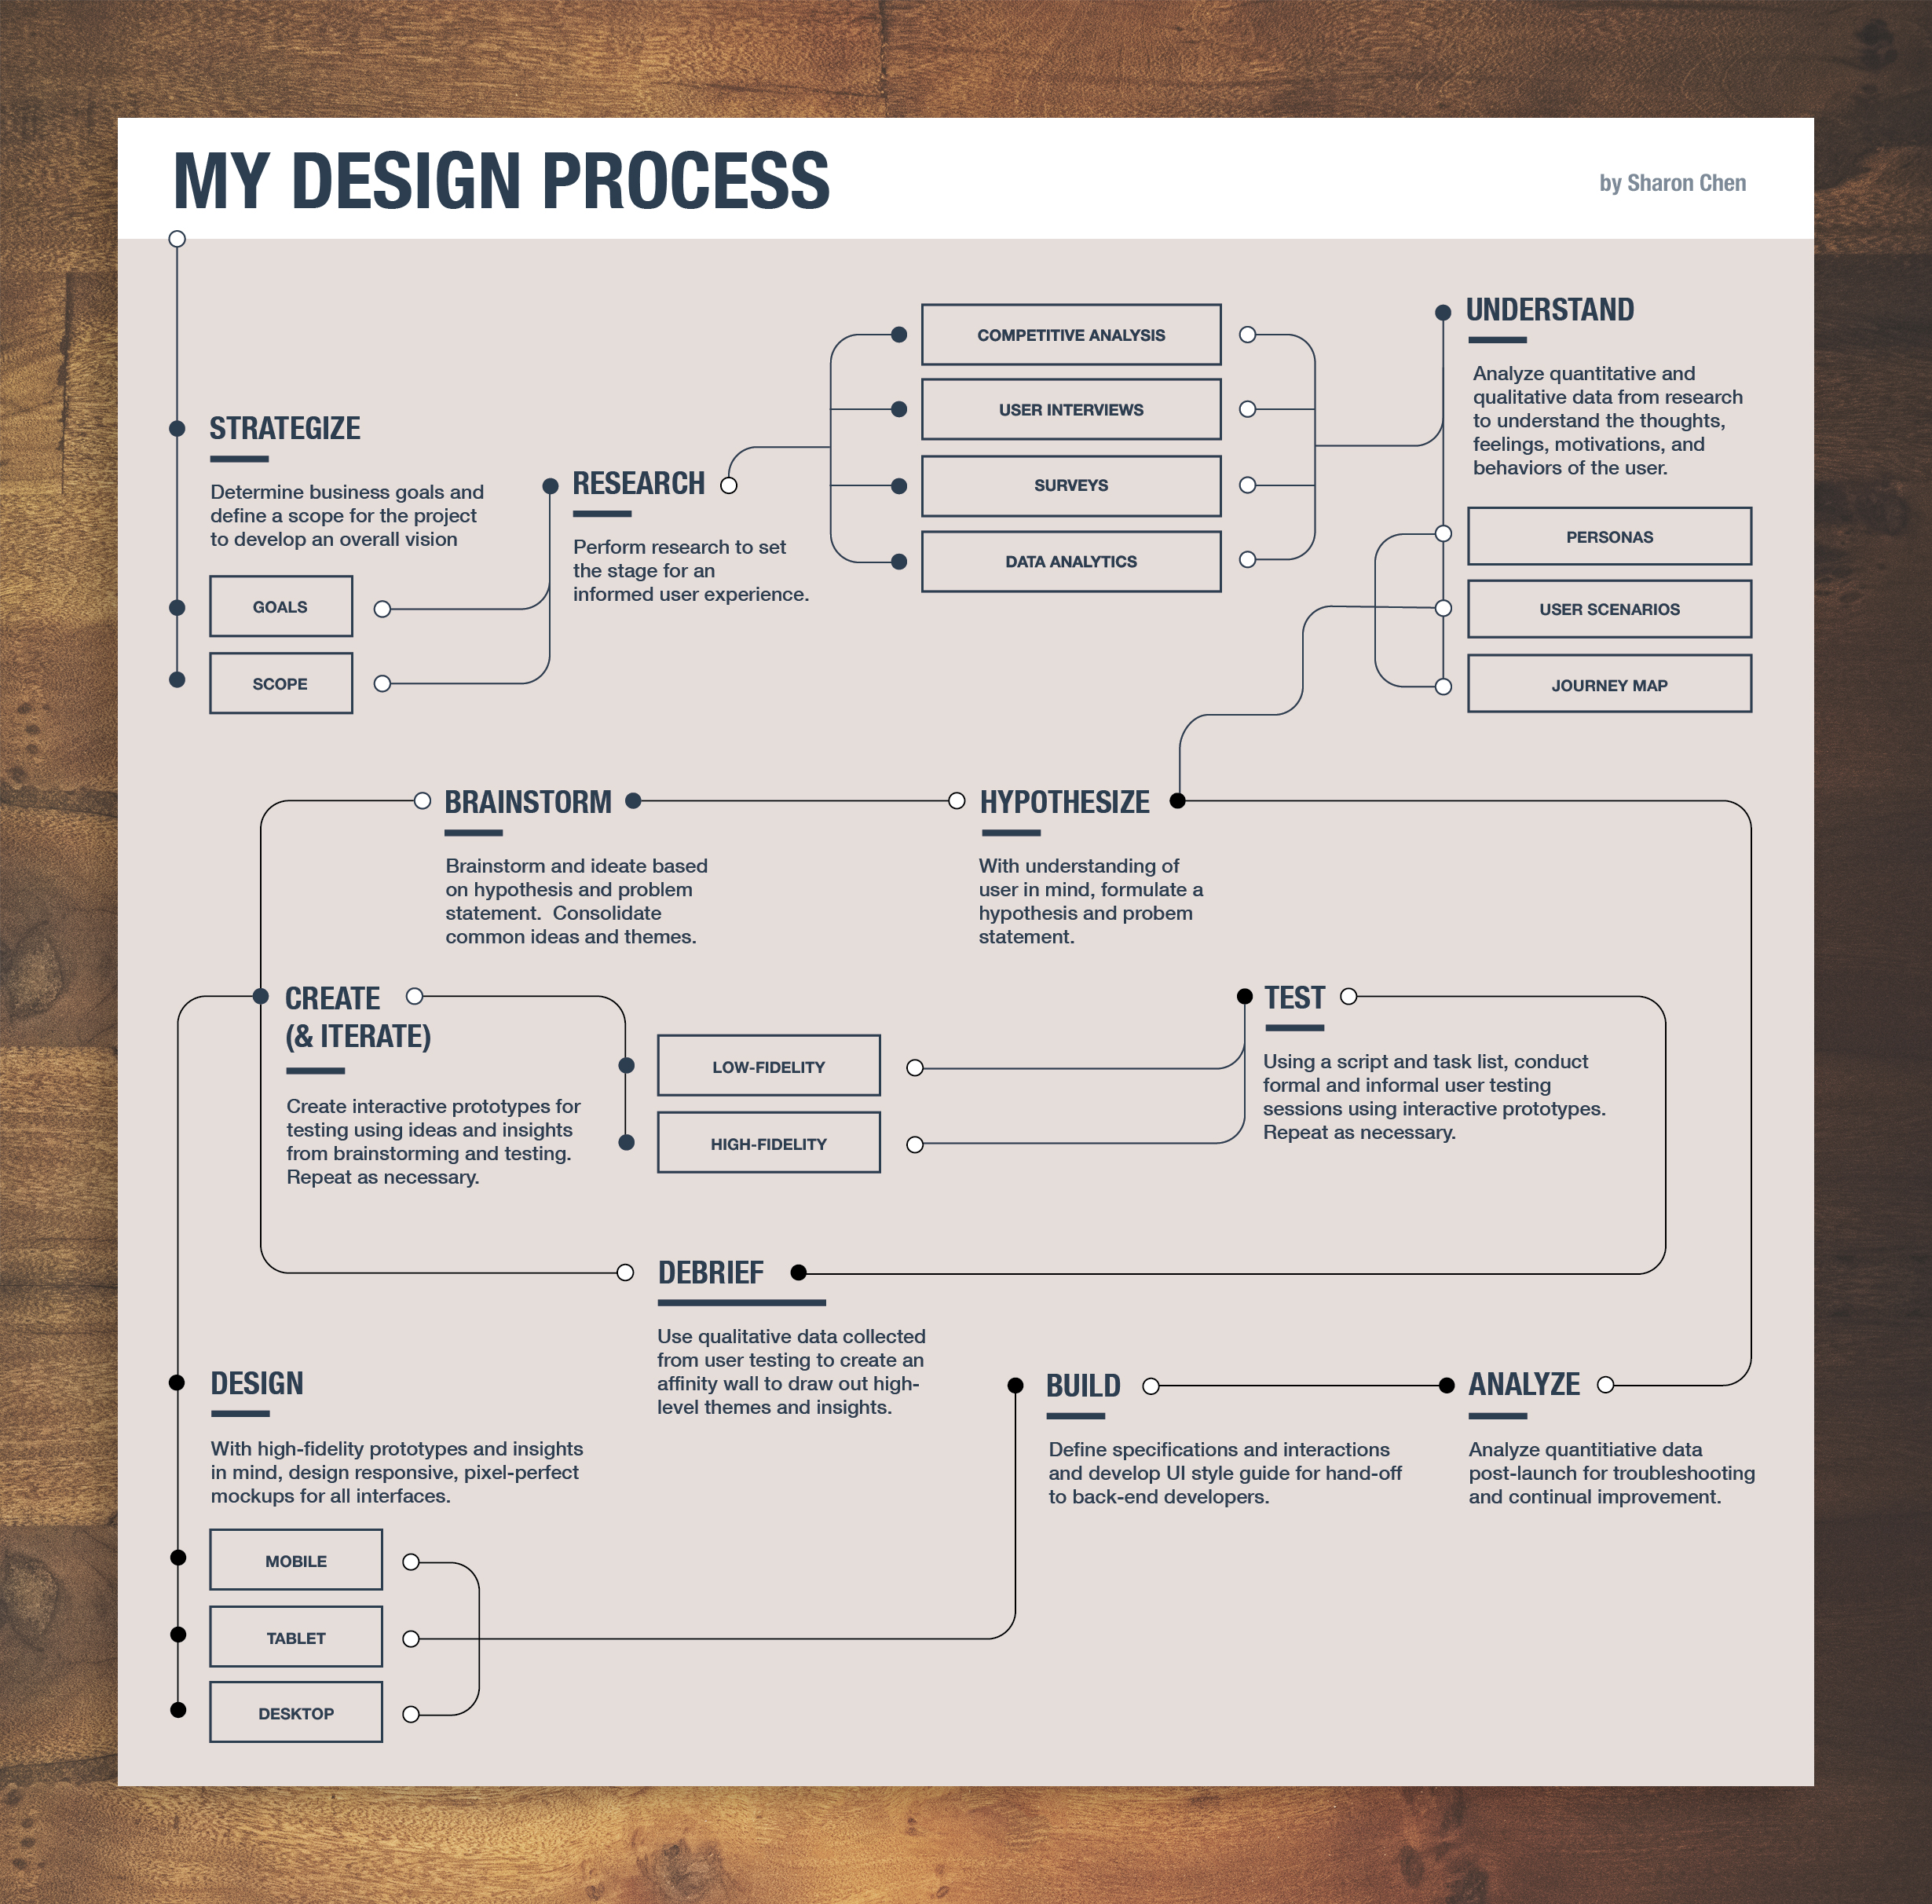 MY DESIGN PROCESS
by Sharon Chen
STRATEGIZE
Determine business goals and
define a scope for the project
to develop an overall vision
GOALS
SCOPE
RESEARCH
Perform research to set
the stage for an
informed user experience.
COMPETITIVE ANALYSIS
USER INTERVIEWS
SURVEYS
DATA ANALYTICS
UNDERSTAND
Analyze quantitative and
qualitative data from research
to understand the thoughts,
feelings, motivations, and
behaviors of the user.
PERSONAS
USER SCENARIOS
JOURNEY MAP
HYPOTHESIZE
With understanding of
user in mind, formulate a
hypothesis and probem
statement.
BRAINSTORM
Brainstorm and ideate based
on hypothesis and problem
statement.  Consolidate
common ideas and themes.
CREATE
(& ITERATE)
Create interactive prototypes for
testing using ideas and insights
from brainstorming and testing.
Repeat as necessary.
LOW-FIDELITY
HIGH-FIDELITY
TEST
Using a script and task list, conduct
formal and informal user testing
sessions using interactive prototypes.
Repeat as necessary.
DEBRIEF
Use qualitative data collected
from user testing to create an
affinity wall to draw out high-
level themes and insights.
DESIGN
With high-fidelity prototypes and insights
in mind, design responsive, pixel-perfect
mockups for all interfaces.
MOBILE
TABLET
DESKTOP
BUILD
Define specifications and interactions
and develop UI style guide for hand-off
to back-end developers.
ANALYZE
Analyze quantitiative data
post-launch for troubleshooting
and continual improvement.